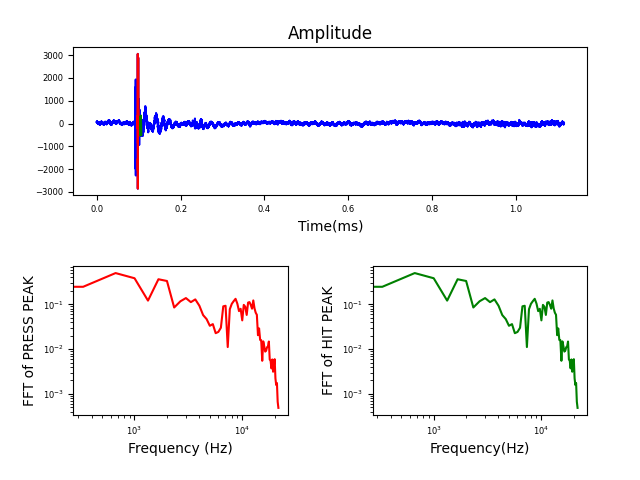 Amplitude
3000
2000
1000
0
−1000
−2000
−3000
0.0 0.2 0.4 0.6 0.8 1.0
Time(ms)
FFT of PRESS PEAK
10⁻¹
10⁻²
10⁻³
10³ 10⁴
Frequency (Hz)
FFT of HIT PEAK
10⁻¹
10⁻²
10⁻³
10³ 10⁴
Frequency(Hz)